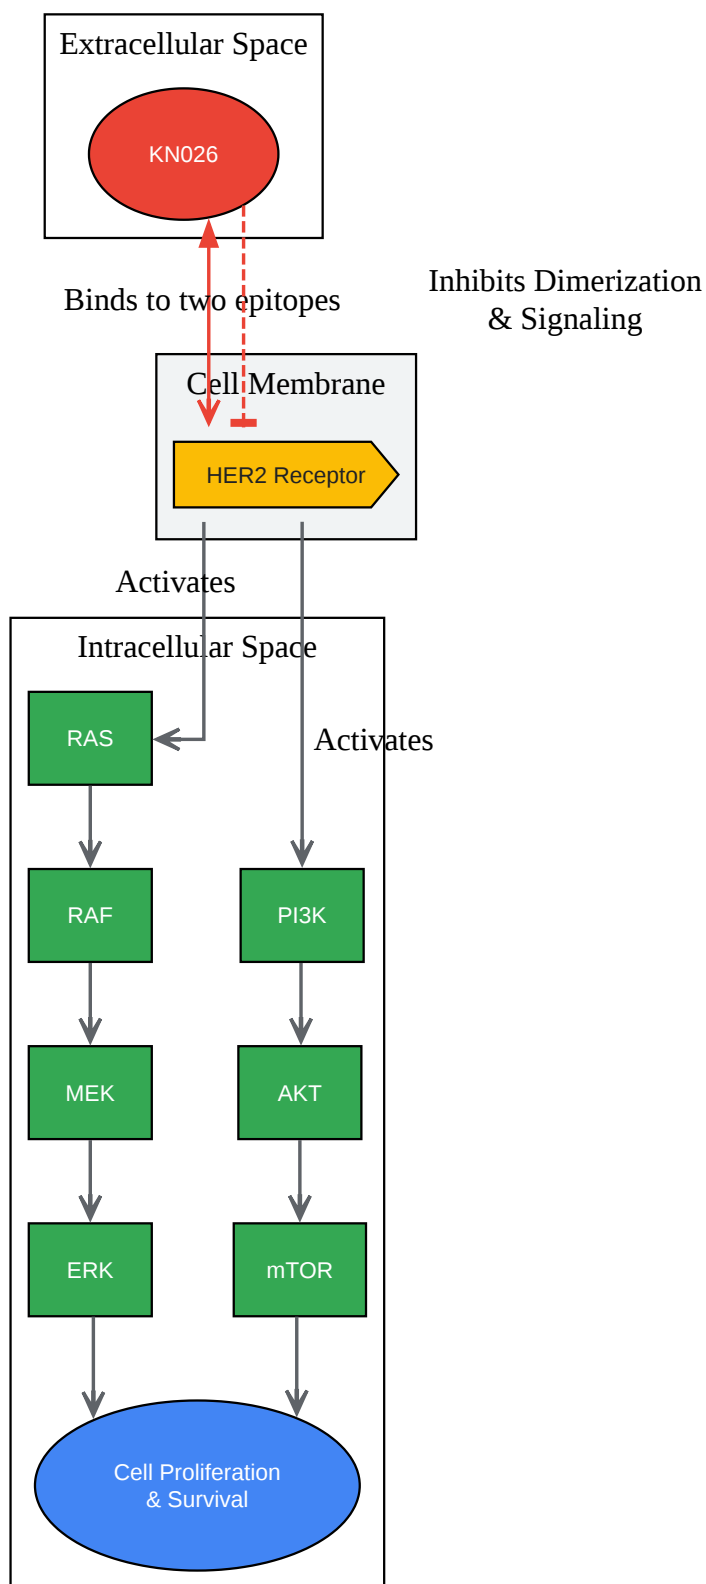 Extracellular Space
KN026
Binds to two epitopes
Inhibits Dimerization
& Signaling
Cell Membrane
HER2 Receptor
Activates
Intracellular Space
RAS
Activates
RAF
PI3K
MEK
AKT
ERK
mTOR
Cell Proliferation
& Survival